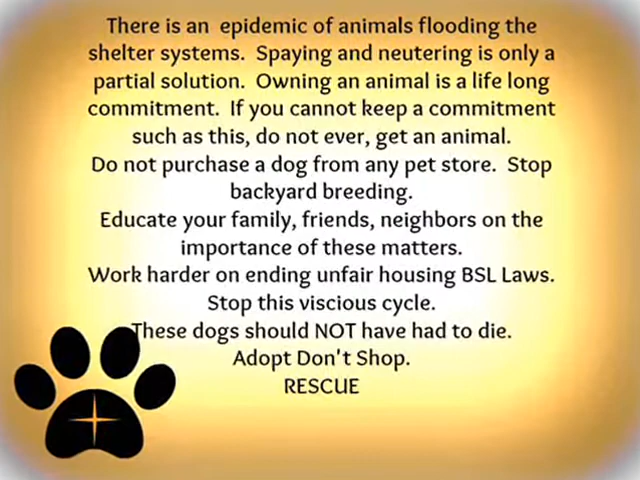 There is an  epidemic of animals flooding the
shelter systems.  Spaying and neutering is only a
partial solution.  Owning an animal is a life long
commitment.  If you cannot keep a commitment
such as this, do not ever, get an animal.
Do not purchase a dog from any pet store.  Stop
backyard breeding.
Educate your family, friends, neighbors on the
importance of these matters.
Work harder on ending unfair housing BSL Laws.
Stop this viscious cycle.
These dogs should NOT have had to die.
Adopt Don't Shop.
RESCUE